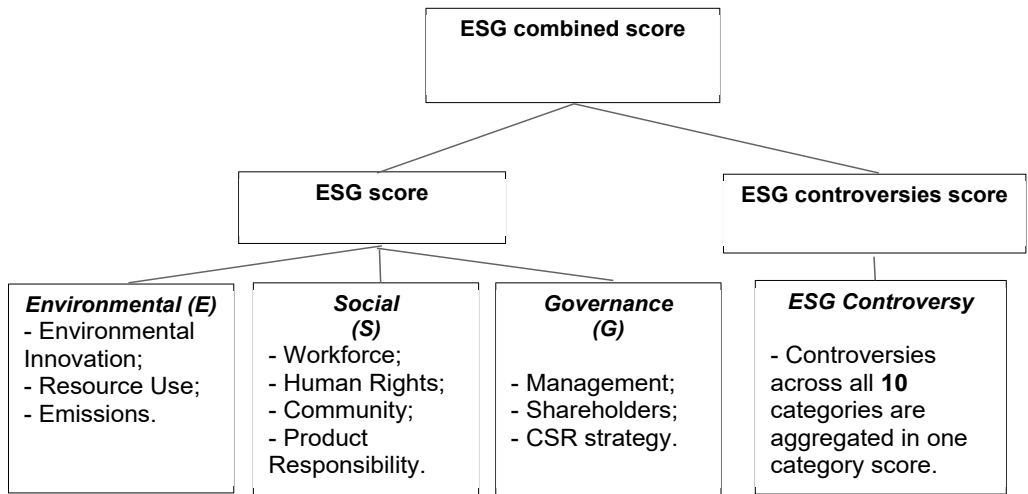 ESG combined score
ESG score
ESG controversies score
Environmental (E)
- Environmental
Innovation;
- Resource Use;
- Emissions.
Social
(S)
- Workforce;
- Human Rights;
- Community;
- Product
Responsibility.
Governance
(G)
- Management;
- Shareholders;
- CSR strategy.
ESG Controversy
- Controversies
across all 10
categories are
aggregated in one
category score.